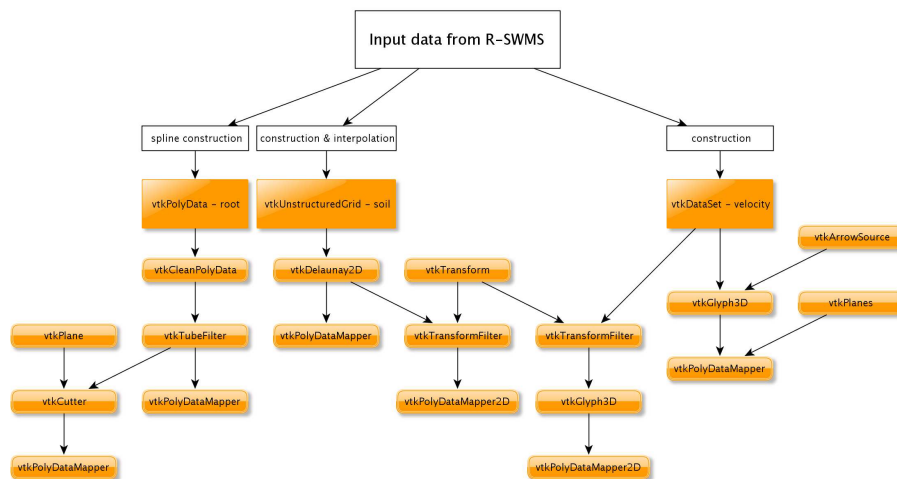 Input data from R-SWMS
spline construction
construction & interpolation
construction
vtkPolyData – root
vtkUnstructuredGrid – soil
vtkDataSet – velocity
vtkArrowSource
vtkCleanPolyData
vtkDelaunay2D
vtkTransform
vtkGlyph3D
vtkPlanes
vtkPlane
vtkTubeFilter
vtkPolyDataMapper
vtkTransformFilter
vtkTransformFilter
vtkPolyDataMapper
vtkCutter
vtkPolyDataMapper
vtkPolyDataMapper2D
vtkGlyph3D
vtkPolyDataMapper
vtkPolyDataMapper2D